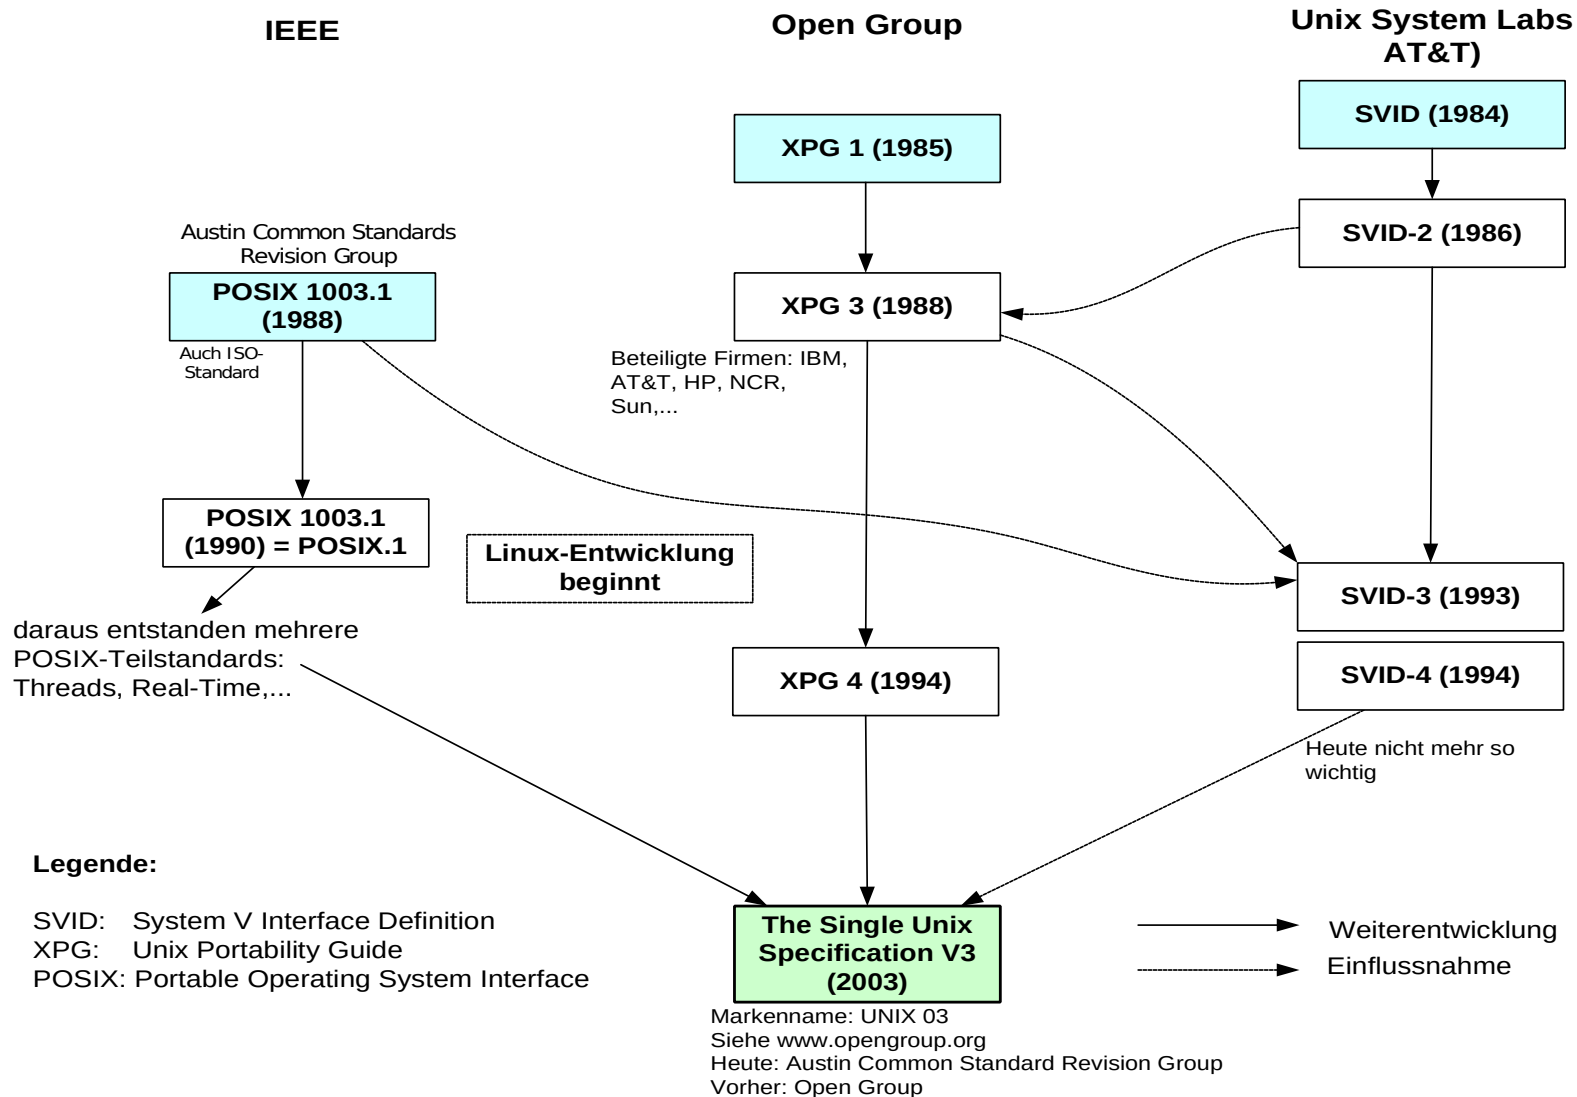 IEEE
Open Group
Unix System Labs
AT&T)
SVID (1984)
XPG 1 (1985)
SVID-2 (1986)
Austin Common Standards
Revision Group
POSIX 1003.1
(1988)
XPG 3 (1988)
Auch ISO-
Standard
Beteiligte Firmen: IBM,
AT&T, HP, NCR,
Sun,...
POSIX 1003.1
(1990) = POSIX.1
Linux-Entwicklung
beginnt
SVID-3 (1993)
daraus entstanden mehrere
POSIX-Teilstandards:
Threads, Real-Time,...
XPG 4 (1994)
SVID-4 (1994)
Heute nicht mehr so
wichtig
Legende:
SVID: System V Interface Definition
XPG: Unix Portability Guide
POSIX: Portable Operating System Interface
The Single Unix
Specification V3
(2003)
Weiterentwicklung
Einflussnahme
Markenname: UNIX 03
Siehe www.opengroup.org
Heute: Austin Common Standard Revision Group
Vorher: Open Group